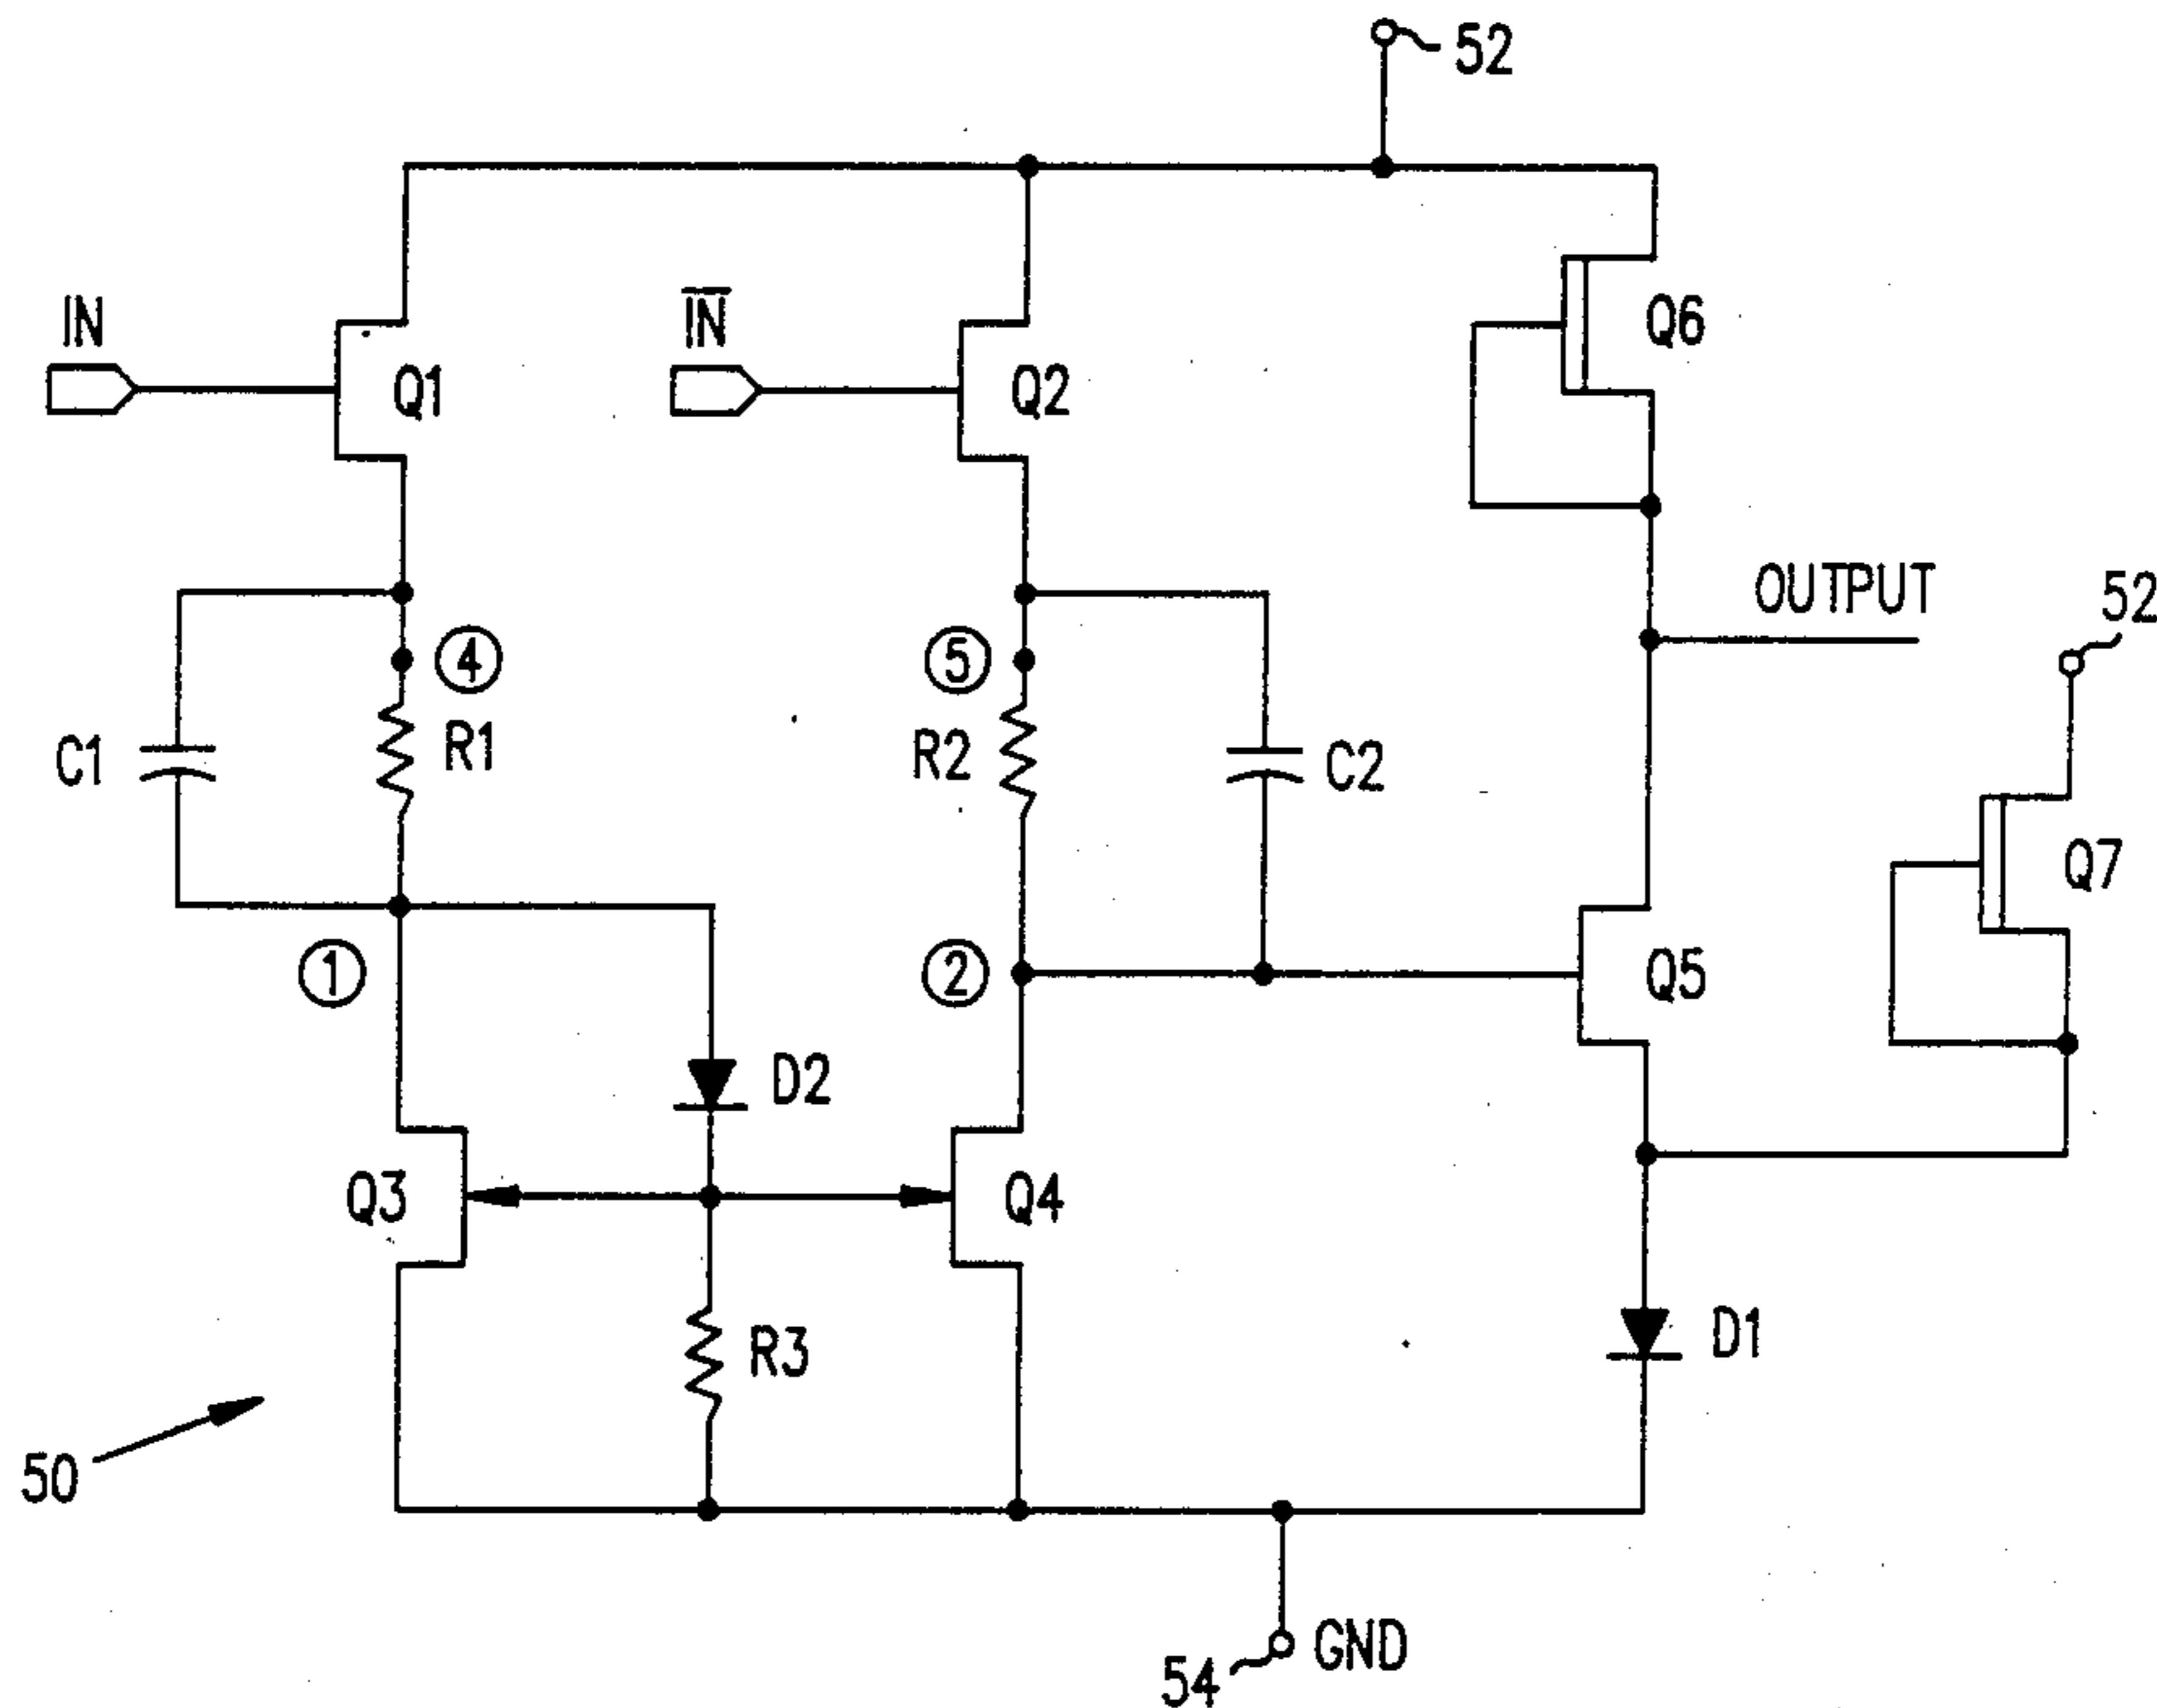 52
IN
I̅N̅
Q1
Q2
Q6
OUTPUT
52
④
⑤
C1
R1
R2
C2
Q7
①
②
Q5
D2
Q3
Q4
R3
D1
50
GND
54